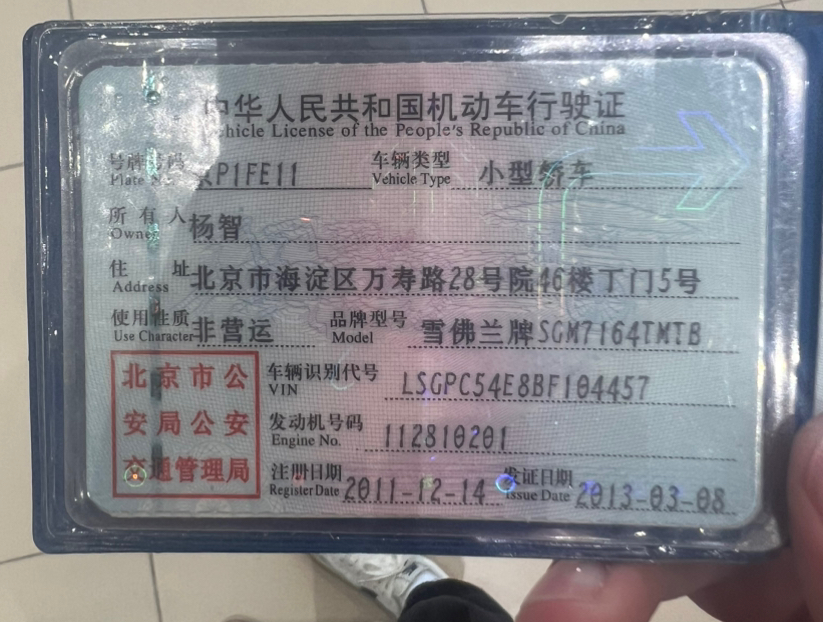 中华人民共和国机动车行驶证
Vehicle License of the People's Republic of China
号牌号码 京P1FE11 车辆类型 小型轿车
Plate No. Vehicle Type
所有人 杨智
Owner
住址 北京市海淀区万寿路28号院46楼丁门5号
Address
使用性质 非营运 品牌型号 雪佛兰牌SGM7164TMTB
Use Character Model
北京市公
安局公安
交通管理局
车辆识别代号 LSGPC54E8BF104457
VIN
发动机号码 112810201
Engine No.
注册日期 2011-12-14 发证日期 2013-03-08
Register Date Issue Date